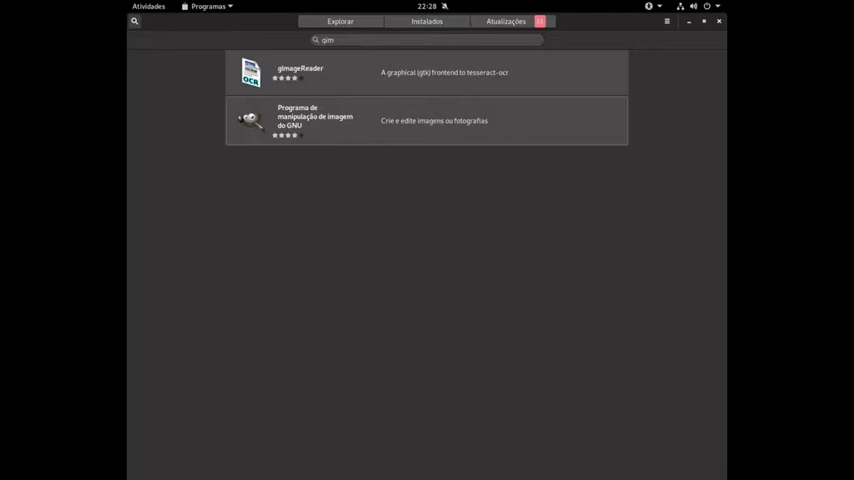 Atividades Programas 22:28
Explorar Instalados Atualizações
gim
gImageReader
A graphical (gtk) frontend to tesseract-ocr
OCR
Programa de
manipulação de imagem
do GNU
Crie e edite imagens ou fotografias